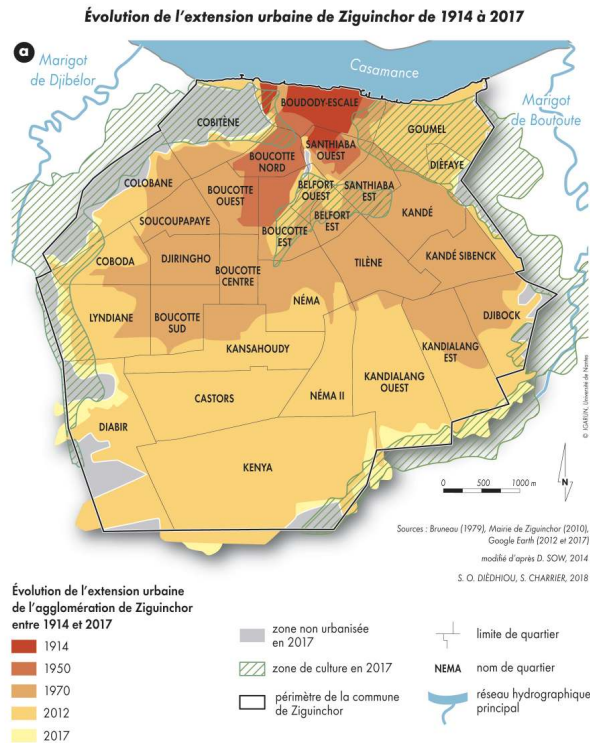 Évolution de l'extension urbaine de Ziguinchor de 1914 à 2017
a
Marigot
de Djibélor
Casamance
Marigot
de Boutoute
COBITÈNE
BOUDODY-ESCALE
GOUMEL
SANTHIABA
OUEST
DIÉFAYE
BOUCOTTE
NORD
COLOBANE
BOUCOTTE
OUEST
BELFORT
OUEST
SANTHIABA
EST
SOUCOUPAPAYE
BELFORT
EST
KANDÉ
BOUCOTTE
EST
COBODA
DJIRINGHO
BOUCOTTE
CENTRE
TILÈNE
KANDÉ SIBENCK
NÉMA
LYNDIANE
BOUCOTTE
SUD
DJIBOCK
KANSAHOUDY
KANDIALANG
EST
KANDIALANG
OUEST
CASTORS
NÉMA II
DIABIR
KENYA
© IGARUN, Université de Nantes
0 500 1000 m
N
Sources : Bruneau (1979), Mairie de Ziguinchor (2010),
Google Earth (2012 et 2017)
modifié d'après D. SOW, 2014
S. O. DIÈDHIOU, S. CHARRIER, 2018
Évolution de l'extension urbaine
de l'agglomération de Ziguinchor
entre 1914 et 2017
1914
1950
1970
2012
2017
zone non urbanisée
en 2017
zone de culture en 2017
périmètre de la commune
de Ziguinchor
limite de quartier
NEMA nom de quartier
réseau hydrographique
principal